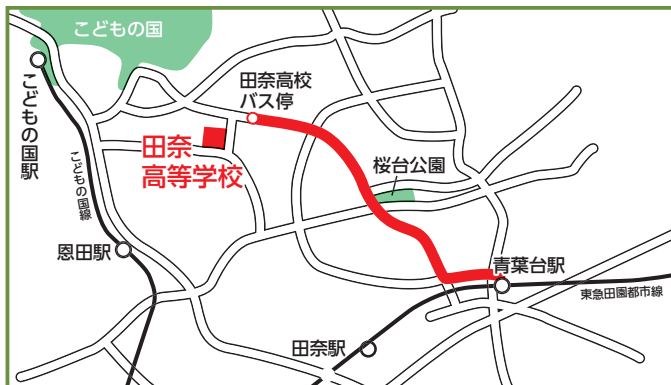 こどもの国
こどもの国駅
こどもの国線
田奈高校
バス停
田奈
高等学校
桜台公園
恩田駅
青葉台駅
東急田園都市線
田奈駅